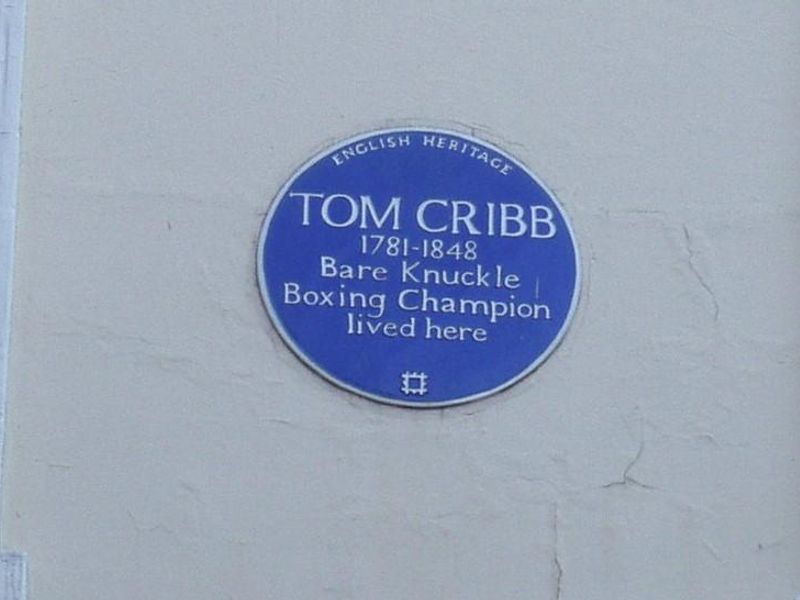 ENGLISH HERITAGE
TOM CRIBB
1781-1848
Bare Knuckle
Boxing Champion
lived here